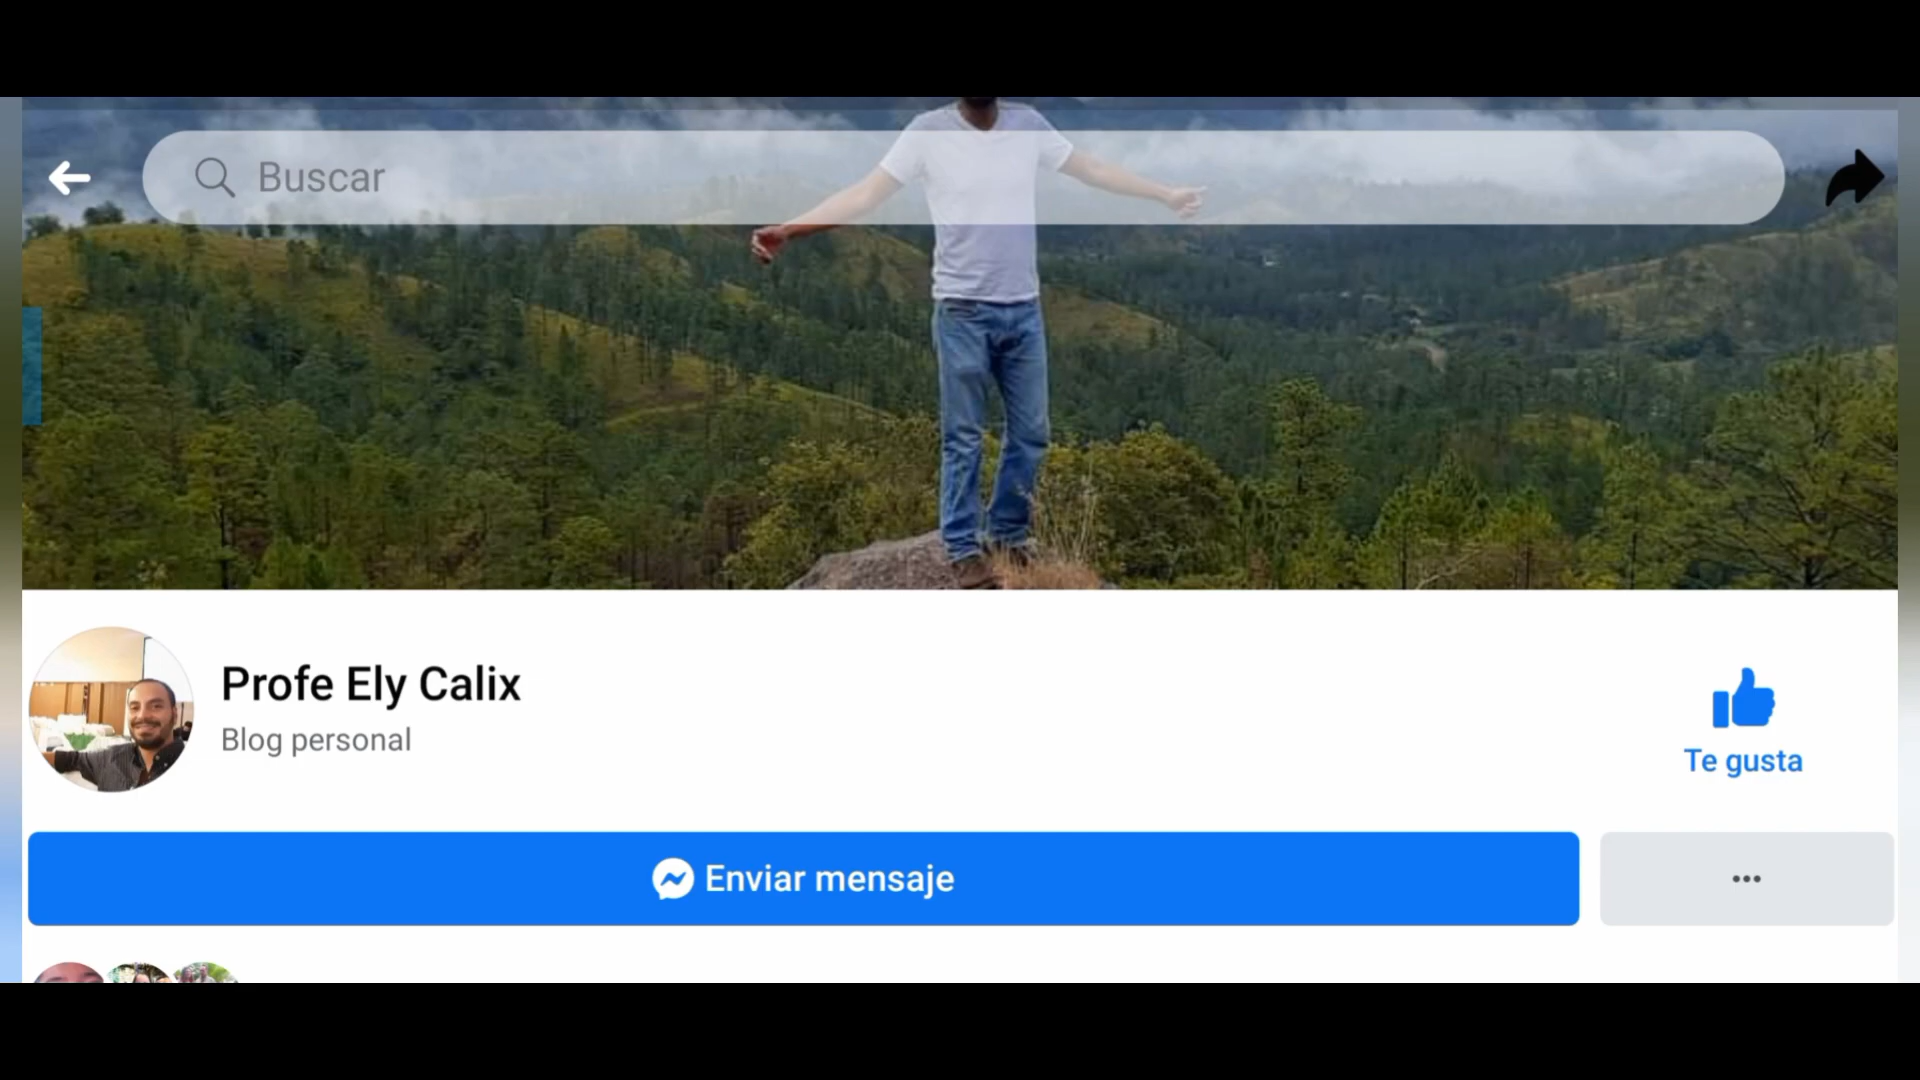 Buscar
Profe Ely Calix
Blog personal
Te gusta
Enviar mensaje